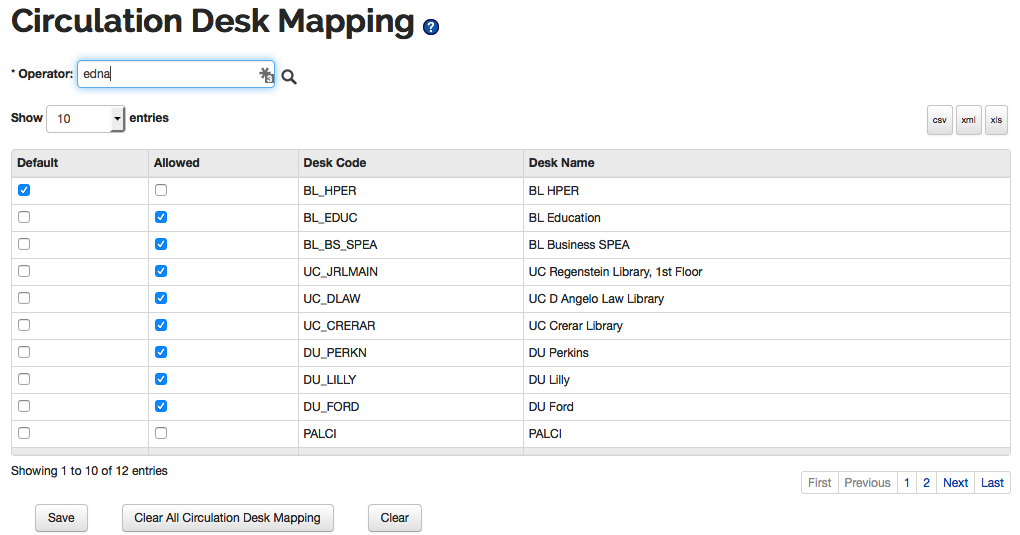 Circulation Desk Mapping ?
* Operator: edna 3
Show 10 entries csv xml xls
Default Allowed Desk Code Desk Name
BL_HPER BL HPER
BL_EDUC BL Education
BL_BS_SPEA BL Business SPEA
UC_JRLMAIN UC Regenstein Library, 1st Floor
UC_DLAW UC D Angelo Law Library
UC_CRERAR UC Crerar Library
DU_PERKN DU Perkins
DU_LILLY DU Lilly
DU_FORD DU Ford
PALCI PALCI
Showing 1 to 10 of 12 entries
First Previous 1 2 Next Last
Save Clear All Circulation Desk Mapping Clear